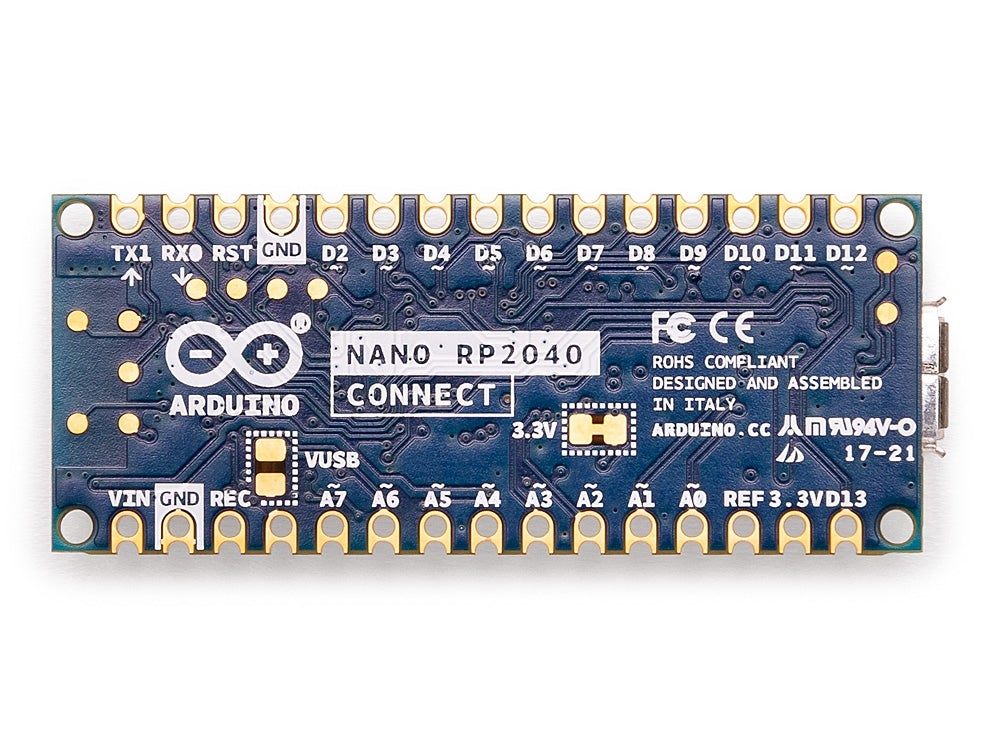 TX1 RX0 RST GND D2 D3 D4 D5 D6 D7 D8 D9 D10 D11 D12
~ ~ ~ ~ ~ ~ ~ ~ ~ ~ ~
ARDUINO
NANO RP2040
CONNECT
FC CE
ROHS COMPLIANT
DESIGNED AND ASSEMBLED
IN ITALY
ARDUINO.CC
94V-0
17-21
3.3V
VUSB
VIN GND REC A7 A6 A5 A4 A3 A2 A1 A0 REF 3.3V D13